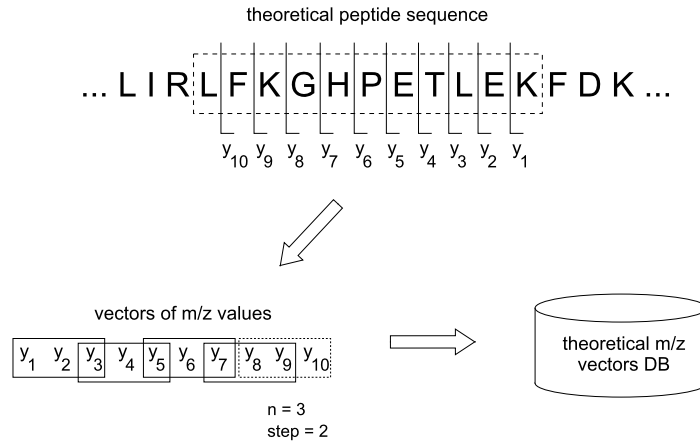 theoretical peptide sequence
... L I R L F K G H P E T L E K F D K ...
y10 y9 y8 y7 y6 y5 y4 y3 y2 y1
vectors of m/z values
y1 y2 y3 y4 y5 y6 y7 y8 y9 y10
n = 3
step = 2
theoretical m/z
vectors DB